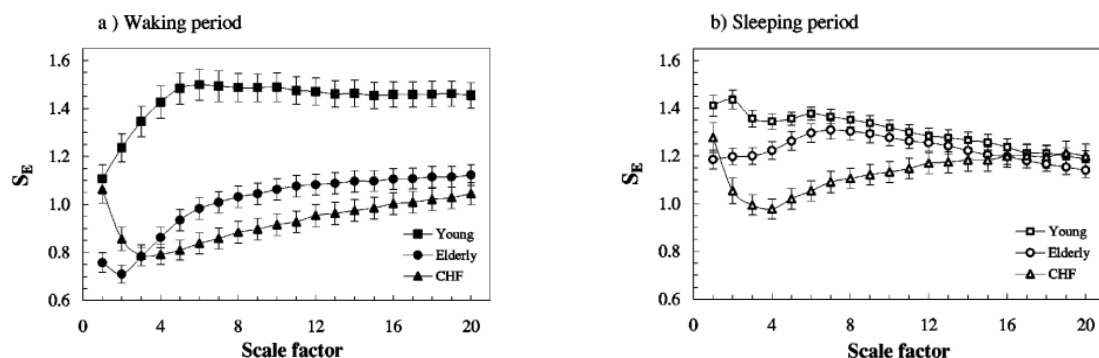 a ) Waking period
1.6
1.4
1.2
1.0
0.8
0.6
S_E
Young
Elderly
CHF
0 4 8 12 16 20
Scale factor
b) Sleeping period
1.6
1.4
1.2
1.0
0.8
0.6
S_E
Young
Elderly
CHF
0 4 8 12 16 20
Scale factor